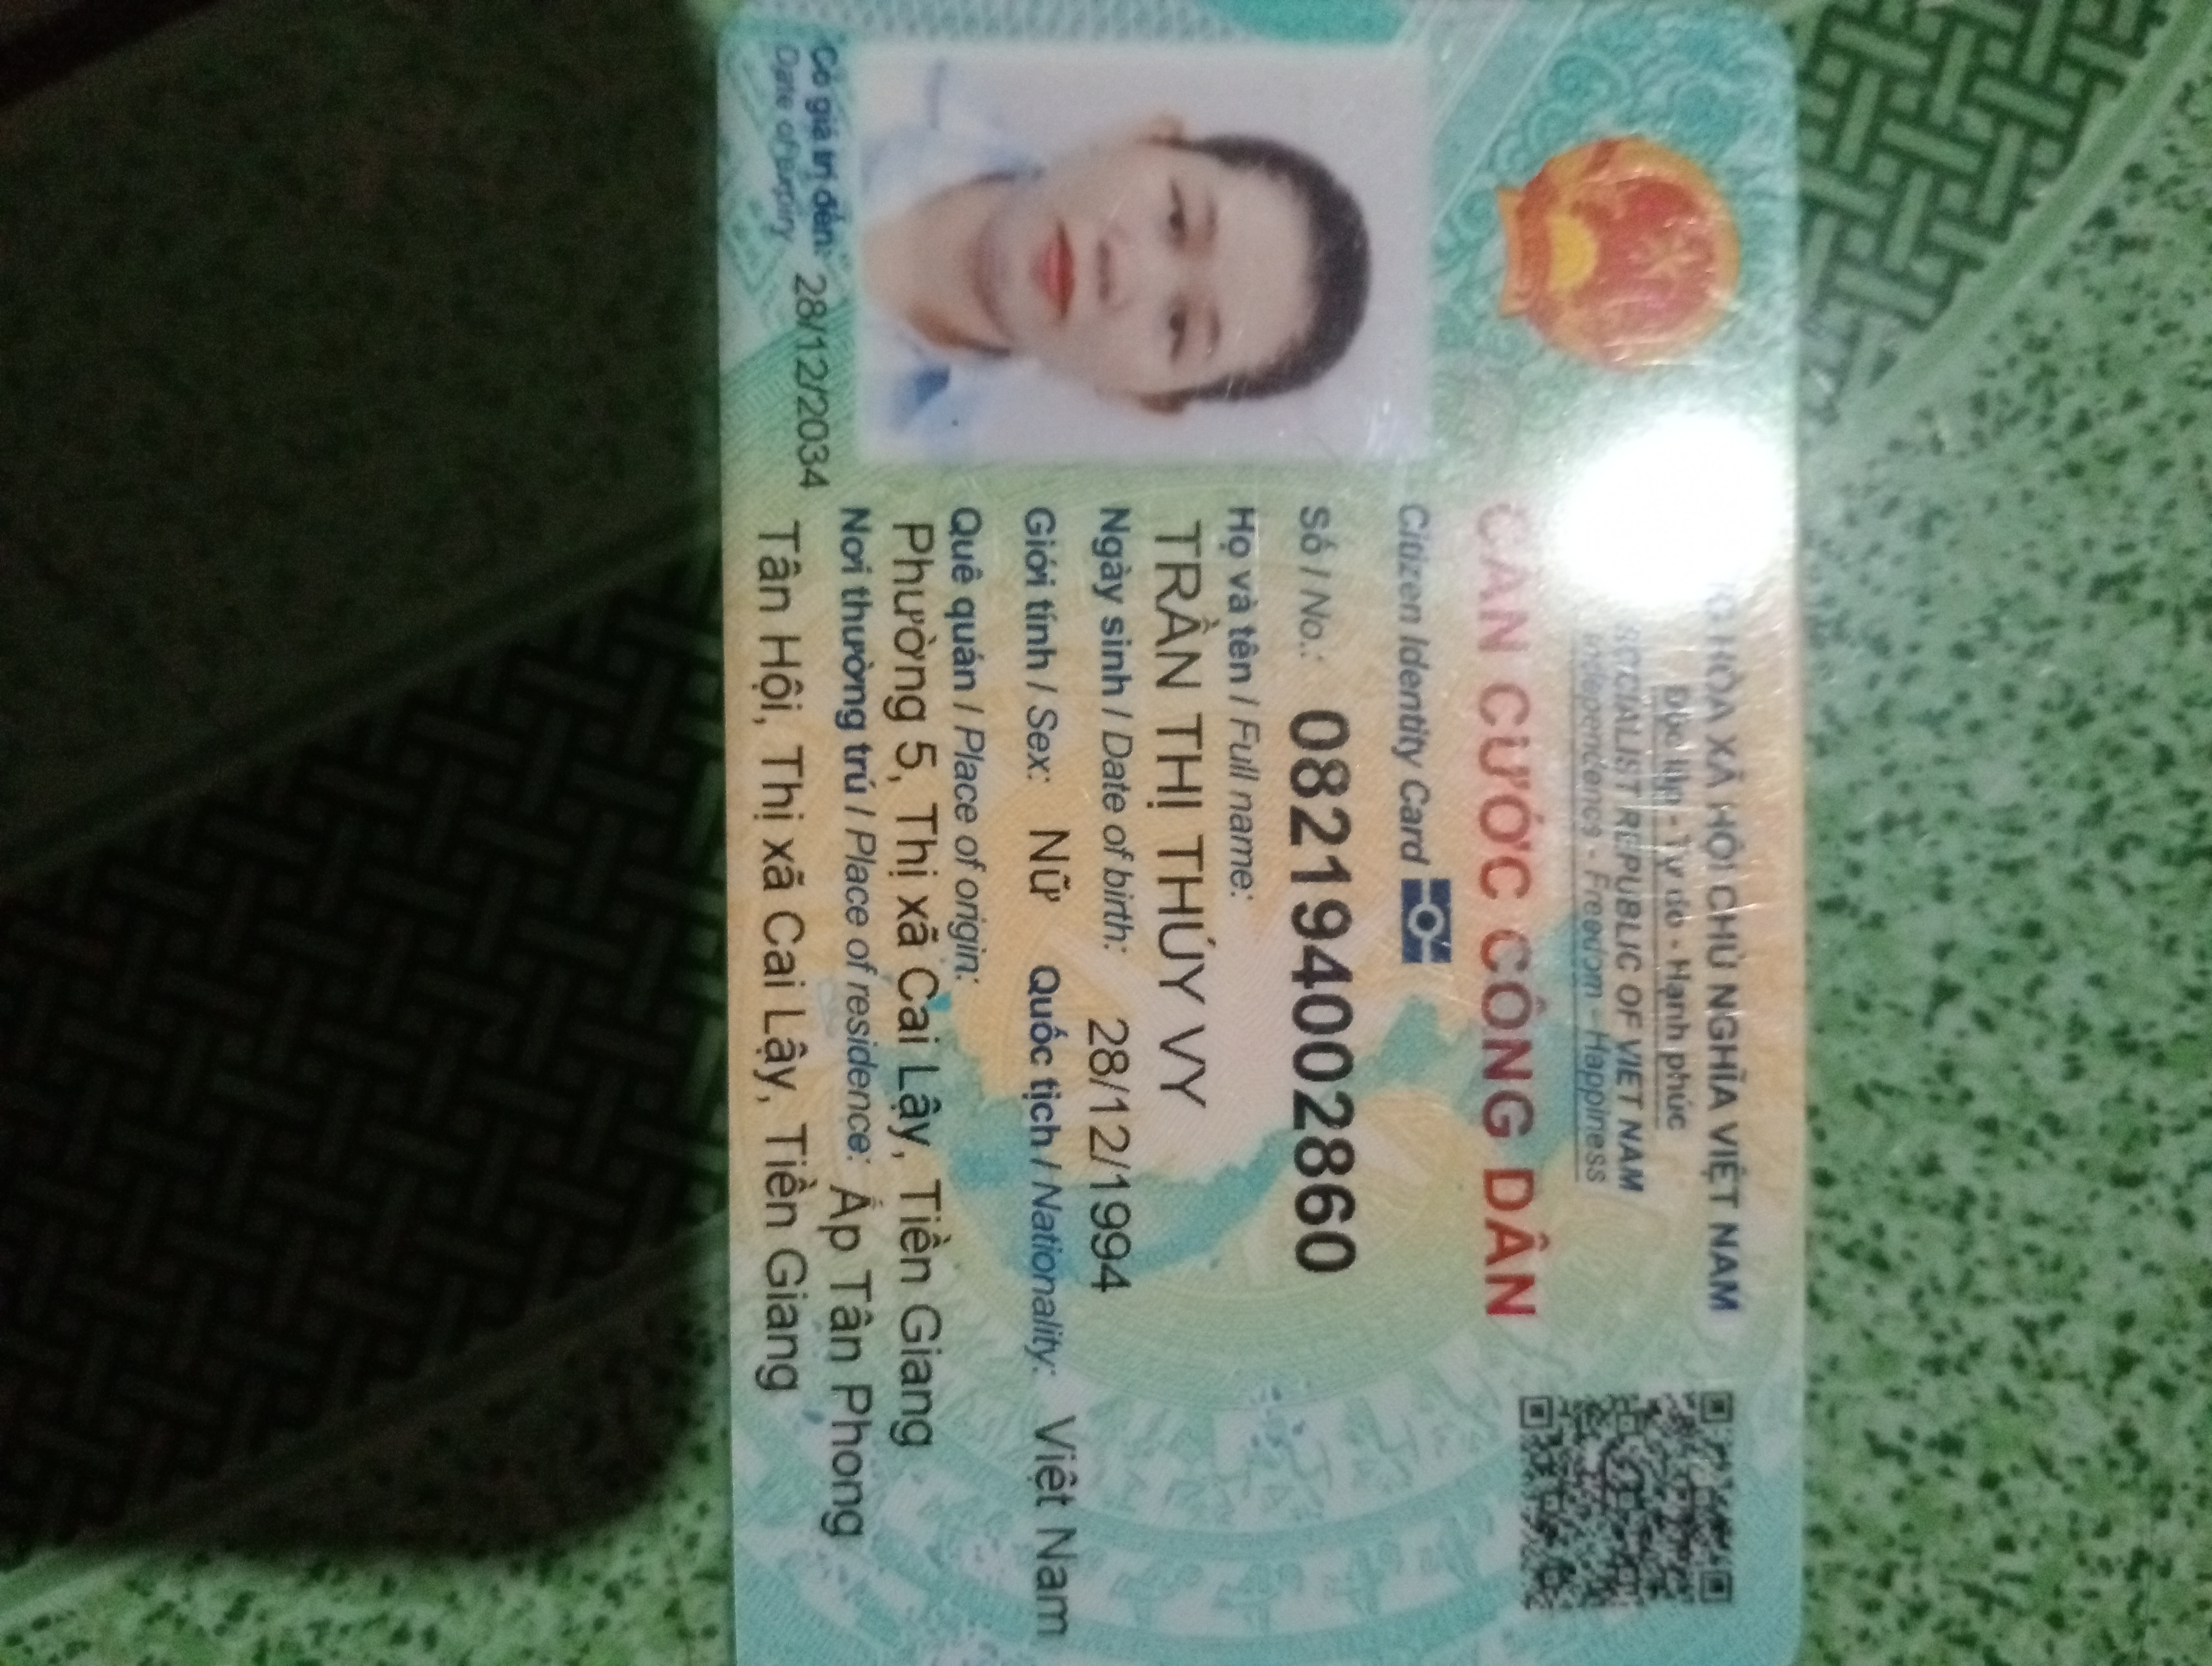 HÒA XÃ HỘI CHỦ NGHĨA VIỆT NAM
Độc lập - Tự do - Hạnh phúc
SOCIALIST REPUBLIC OF VIET NAM
Independence - Freedom - Happiness
CĂN CƯỚC CÔNG DÂN
Citizen Identity Card
Số / No.: 082194002860
Họ và tên / Full name:
TRẦN THỊ THÚY VY
Ngày sinh / Date of birth: 28/12/1994
Giới tính / Sex: Nữ Quốc tịch / Nationality: Việt Nam
Quê quán / Place of origin:
Phường 5, Thị xã Cai Lậy, Tiền Giang
Nơi thường trú / Place of residence: Ấp Tân Phong
Tân Hội, Thị xã Cai Lậy, Tiền Giang
Có giá trị đến: 28/12/2034
Date of expiry